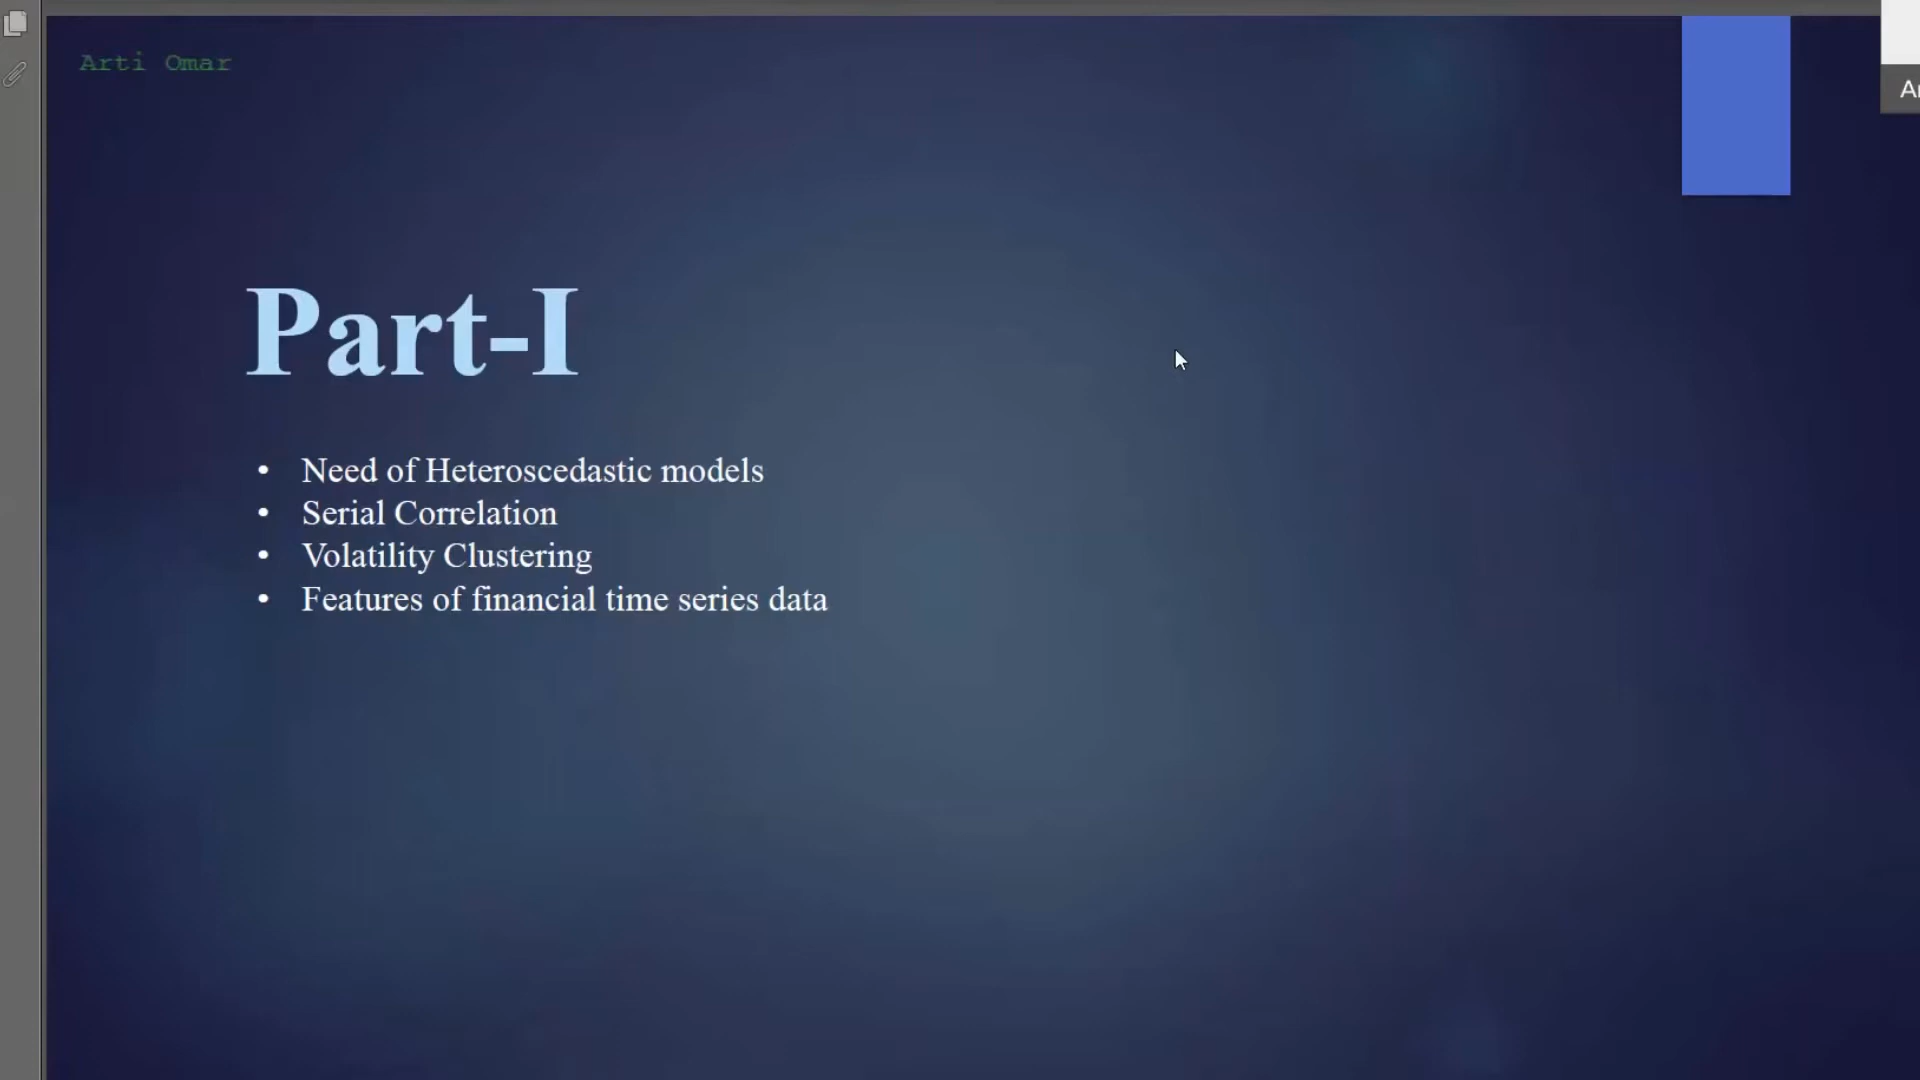 Arti Omar
Part-I
• Need of Heteroscedastic models
• Serial Correlation
• Volatility Clustering
• Features of financial time series data